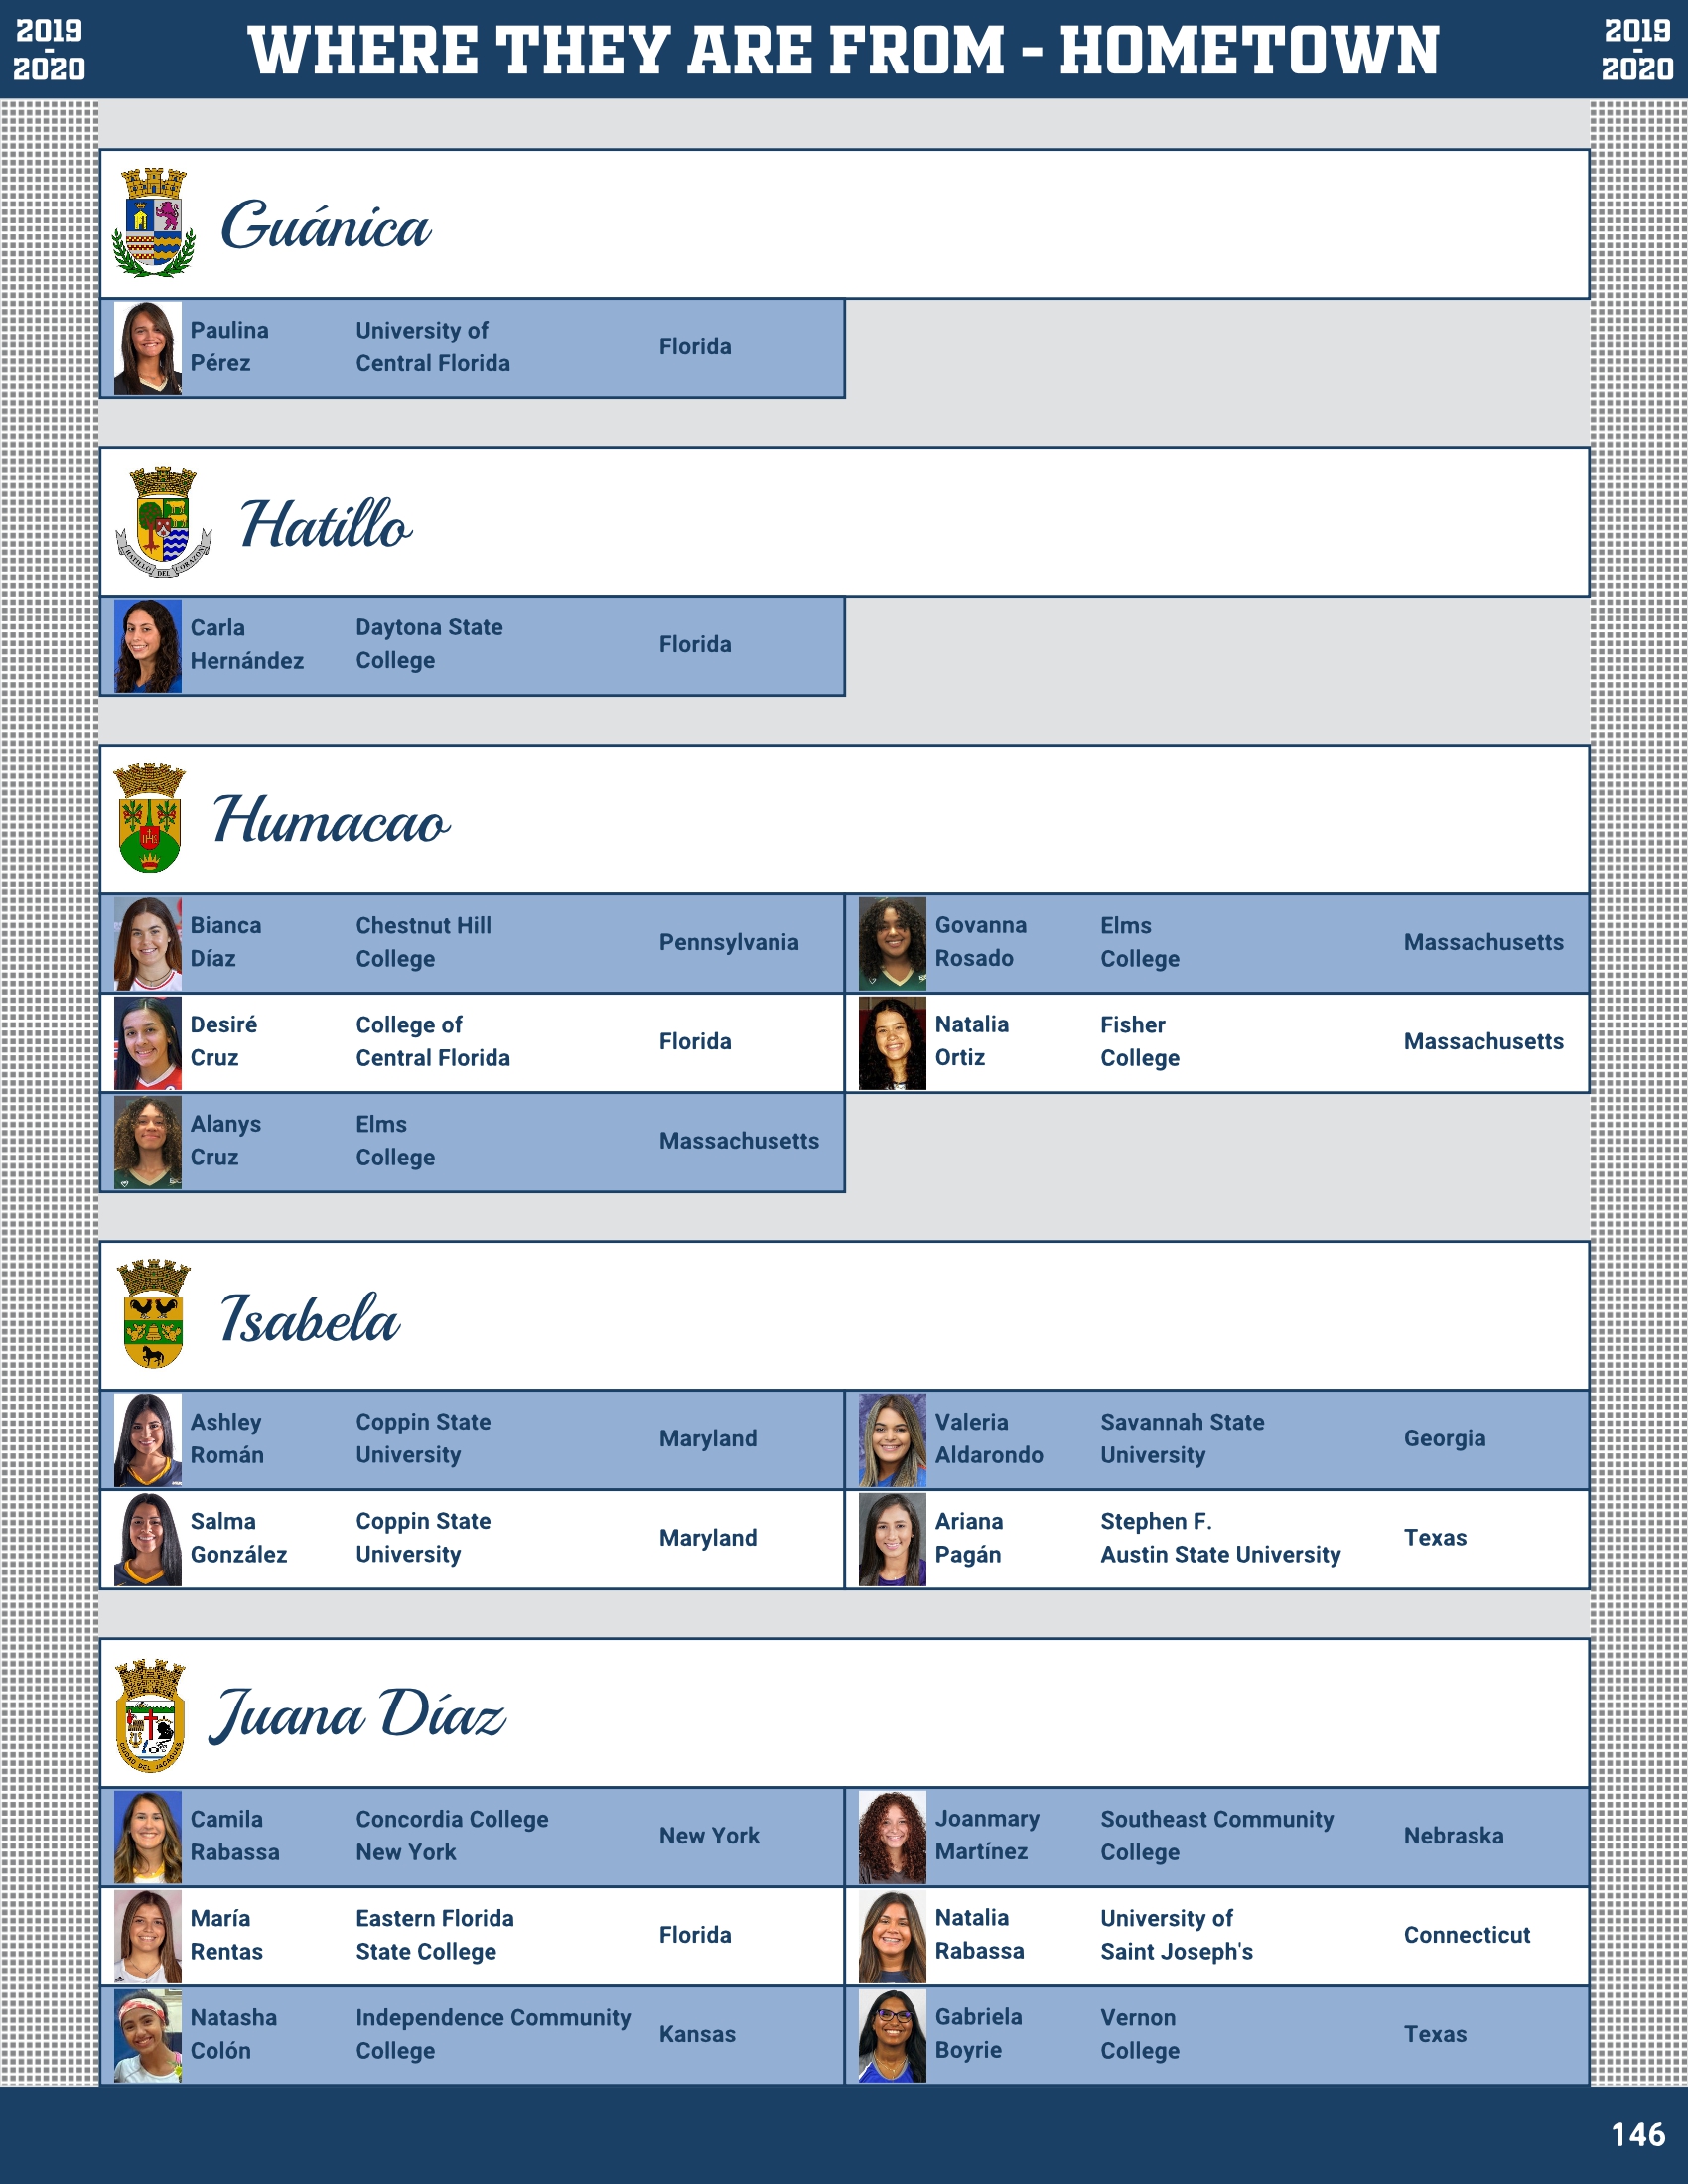 2019
-
2020
WHERE THEY ARE FROM - HOMETOWN
2019
-
2020
Guánica
Paulina
Pérez
University of
Central Florida
Florida
HATILLO DEL CORAZON
Hatillo
Carla
Hernández
Daytona State
College
Florida
IHS
Humacao
Bianca
Díaz
Chestnut Hill
College
Pennsylvania
Govanna
Rosado
Elms
College
Massachusetts
Desiré
Cruz
College of
Central Florida
Florida
Natalia
Ortiz
Fisher
College
Massachusetts
Alanys
Cruz
Elms
College
Massachusetts
Isabela
Ashley
Román
Coppin State
University
Maryland
Valeria
Aldarondo
Savannah State
University
Georgia
Salma
González
Coppin State
University
Maryland
Ariana
Pagán
Stephen F.
Austin State University
Texas
CIUDAD DEL JACAGUAS
Juana Díaz
Camila
Rabassa
Concordia College
New York
New York
Joanmary
Martínez
Southeast Community
College
Nebraska
María
Rentas
Eastern Florida
State College
Florida
Natalia
Rabassa
University of
Saint Joseph's
Connecticut
Natasha
Colón
Independence Community
College
Kansas
Gabriela
Boyrie
Vernon
College
Texas
146